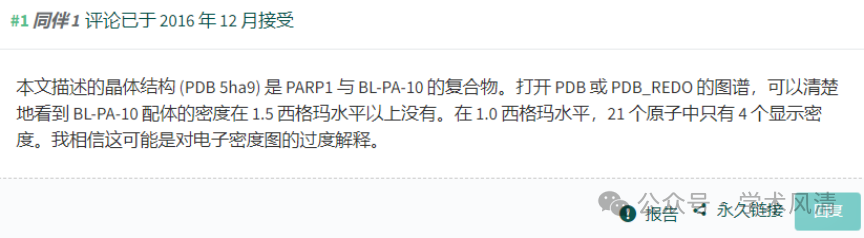 #1 同伴 1 评论已于 2016 年 12 月接受
本文描述的晶体结构 (PDB 5ha9) 是 PARP1 与 BL-PA-10 的复合物。打开 PDB 或 PDB_REDO 的图谱，可以清楚
地看到 BL-PA-10 配体的密度在 1.5 西格玛水平以上没有。在 1.0 西格玛水平，21 个原子中只有 4 个显示密
度。我相信这可能是对电子密度图的过度解释。
报告 永久链接 回复
公众号 · 学术风清